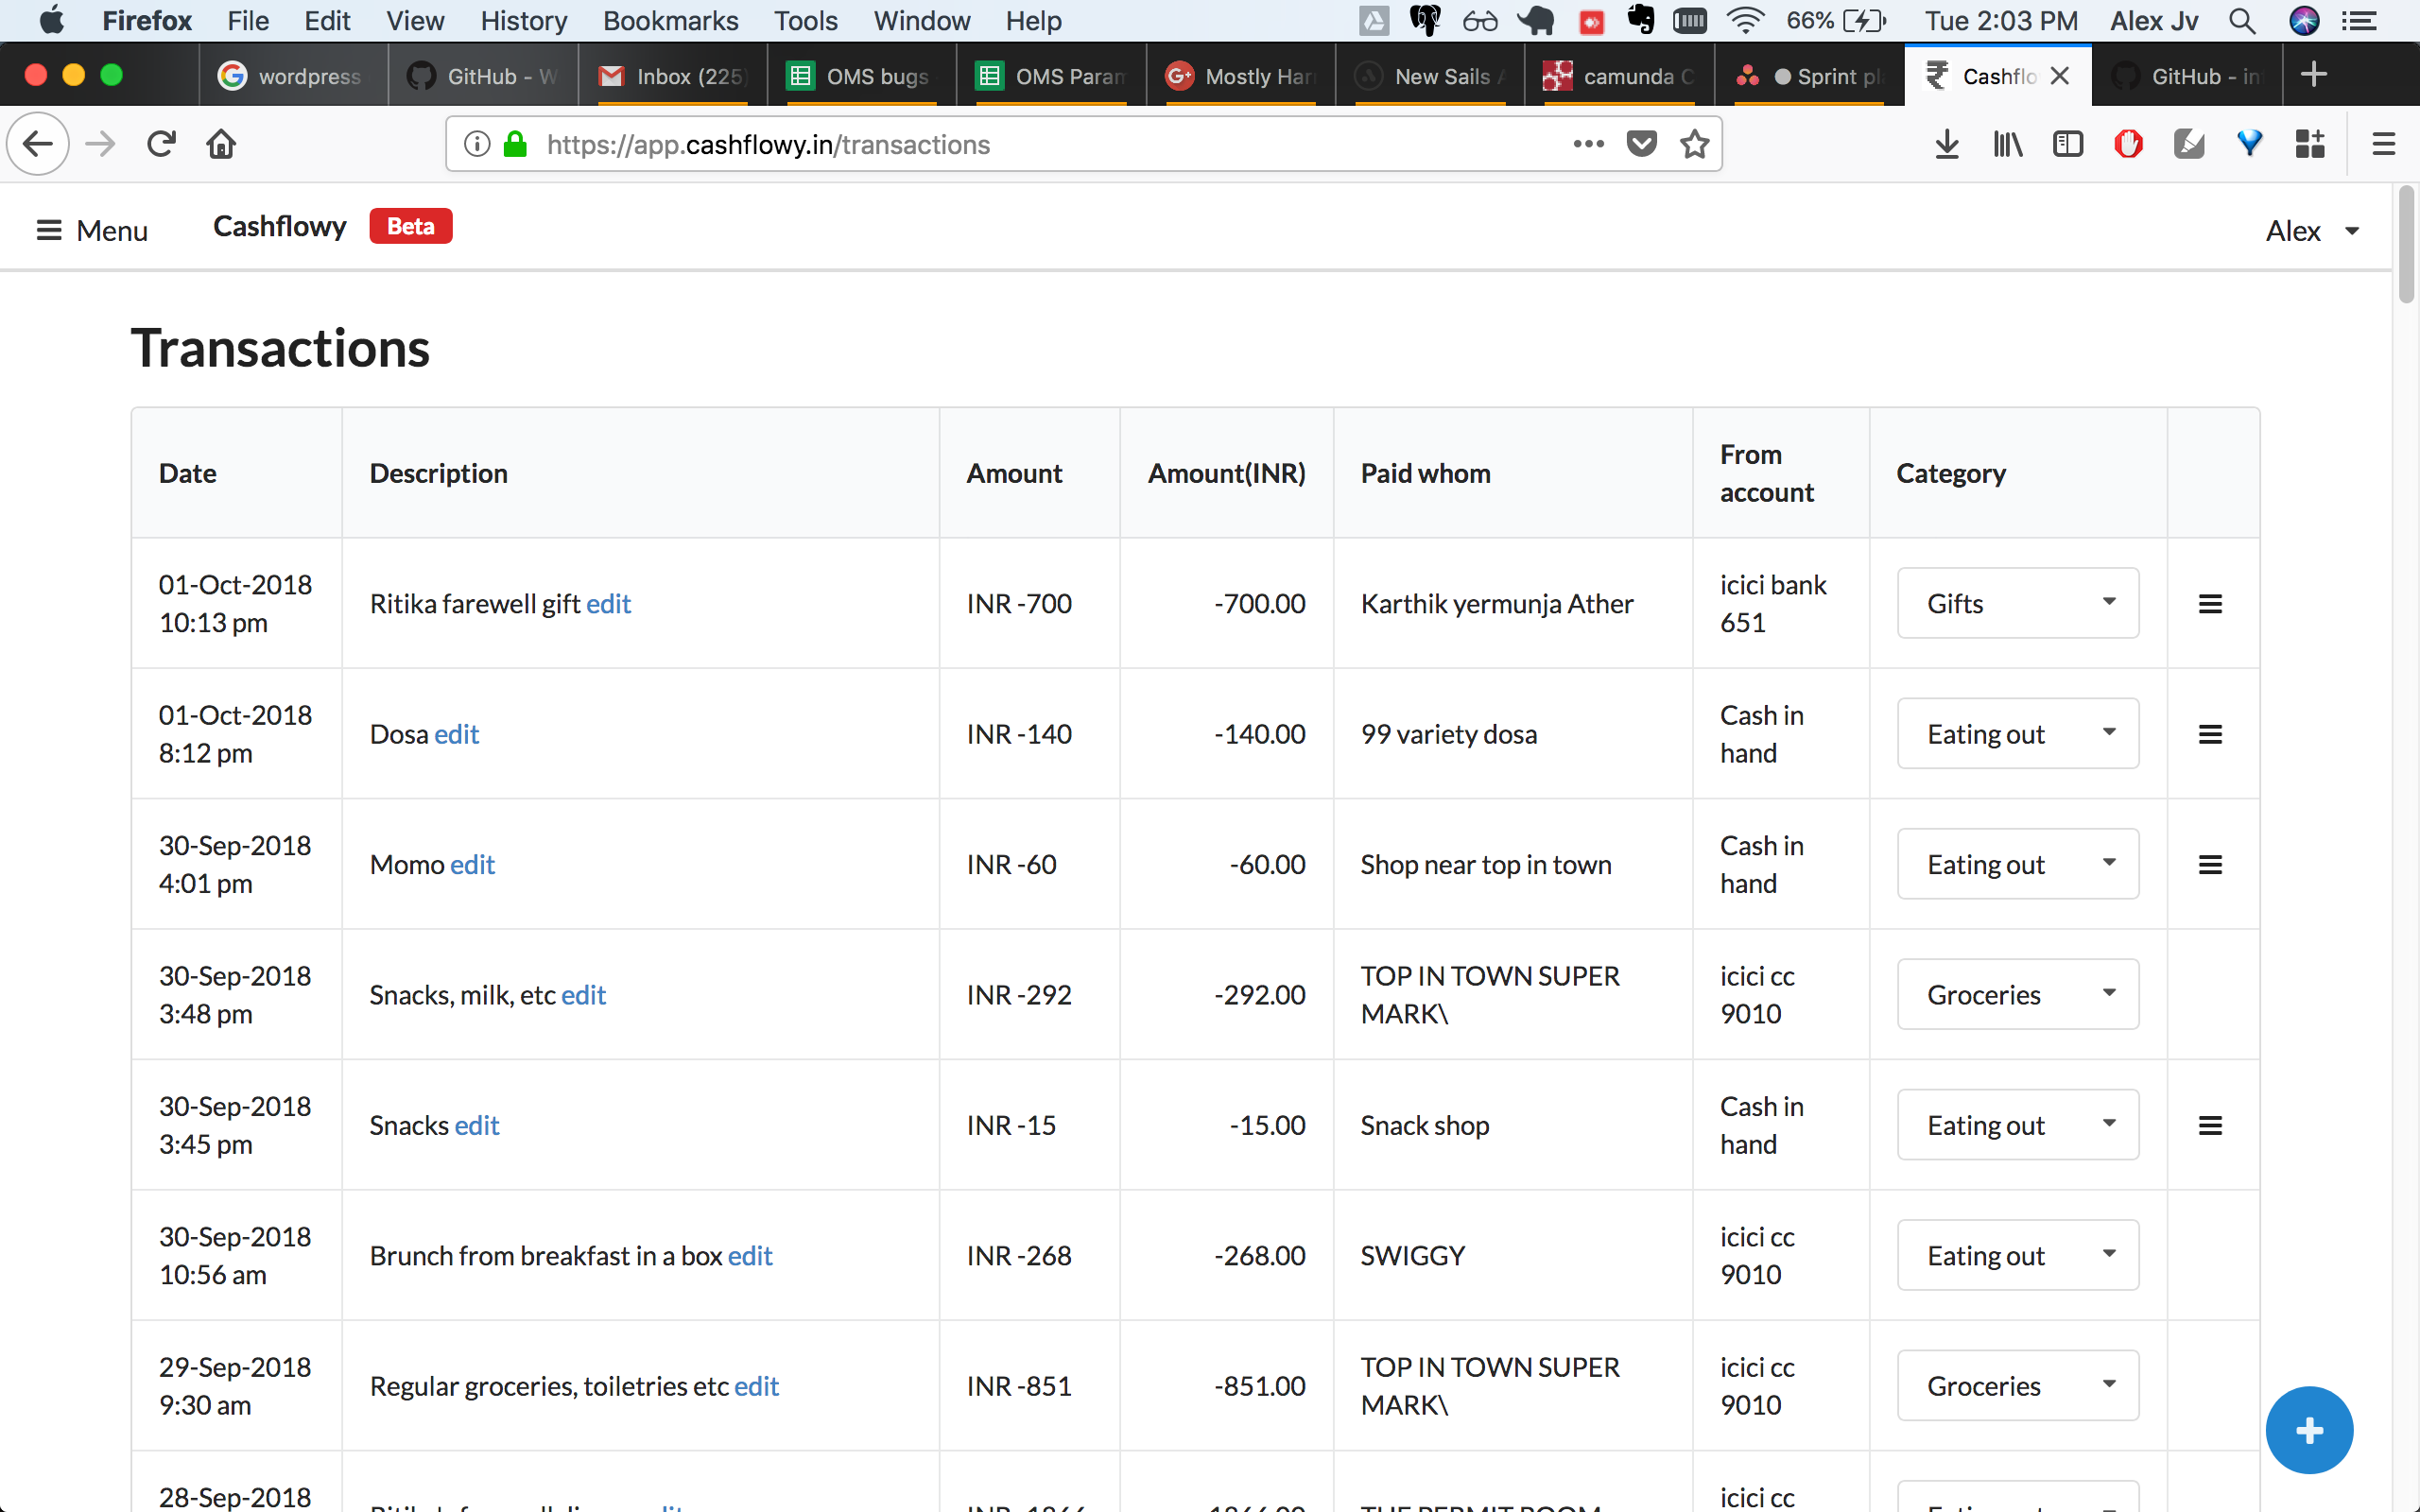 Firefox File Edit View History Bookmarks Tools Window Help 66% Tue 2:03 PM Alex Jv
wordpress GitHub - W Inbox (225) OMS bugs OMS Param Mostly Har New Sails camunda Sprint pl Cashflo GitHub - in
https://app.cashflowy.in/transactions
Menu Cashflowy Beta Alex
Transactions
Date Description Amount Amount(INR) Paid whom From account Category
01-Oct-2018 10:13 pm Ritika farewell gift edit INR -700 -700.00 Karthik yermunja Ather icici bank 651 Gifts
01-Oct-2018 8:12 pm Dosa edit INR -140 -140.00 99 variety dosa Cash in hand Eating out
30-Sep-2018 4:01 pm Momo edit INR -60 -60.00 Shop near top in town Cash in hand Eating out
30-Sep-2018 3:48 pm Snacks, milk, etc edit INR -292 -292.00 TOP IN TOWN SUPER MARK\ icici cc 9010 Groceries
30-Sep-2018 3:45 pm Snacks edit INR -15 -15.00 Snack shop Cash in hand Eating out
30-Sep-2018 10:56 am Brunch from breakfast in a box edit INR -268 -268.00 SWIGGY icici cc 9010 Eating out
29-Sep-2018 9:30 am Regular groceries, toiletries etc edit INR -851 -851.00 TOP IN TOWN SUPER MARK\ icici cc 9010 Groceries
28-Sep-2018 icici cc